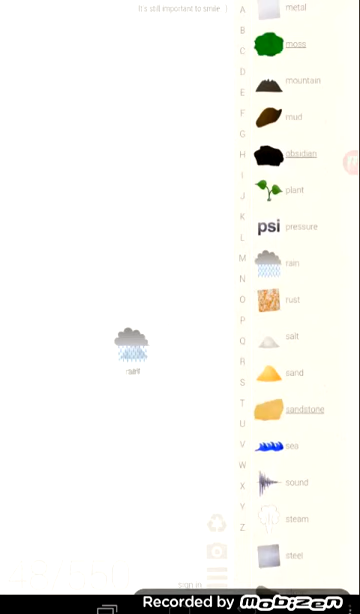 It's still important to smile.
A
metal
B
moss
C
D
mountain
E
F
mud
G
H
obsidain
I
J
plant
K
psi
pressure
L
M
rain
N
O
rust
P
Q
salt
R
sand
S
T
sandstone
U
V
sea
W
X
sound
Y
steam
Z
steel
rain
sign in
Recorded by mobizen